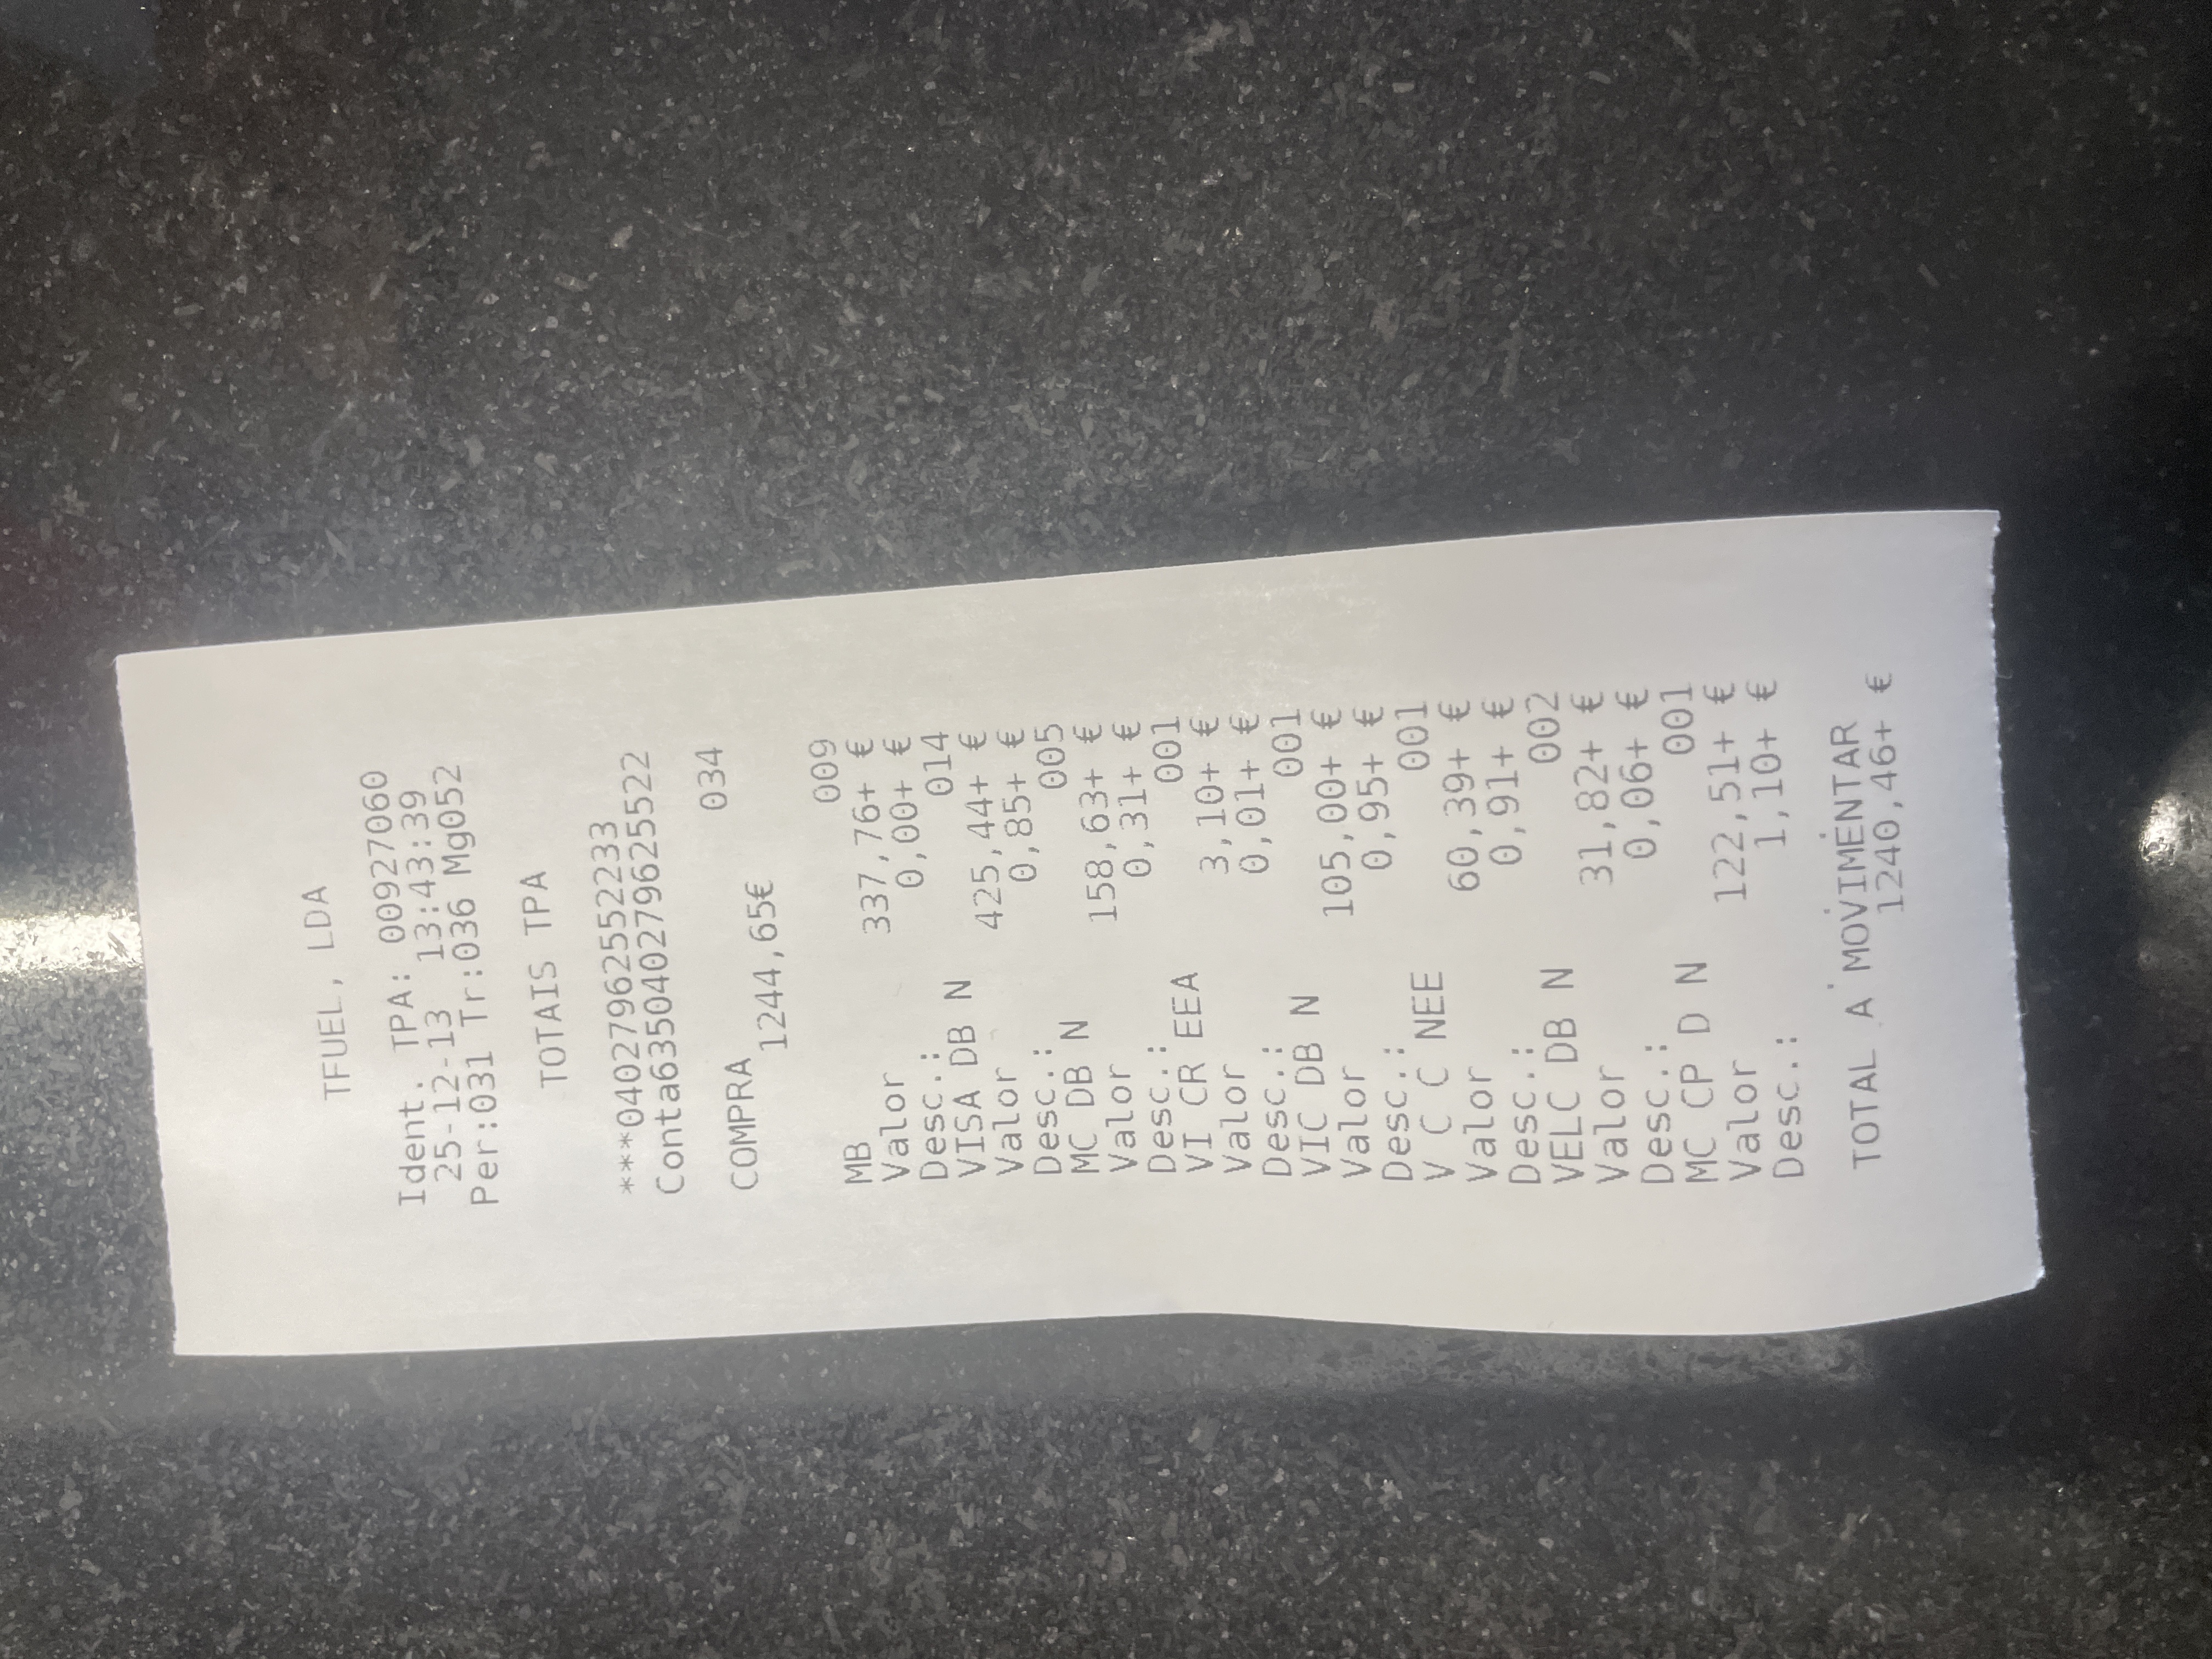 TFUEL, LDA
Ident. TPA: 00927060
25-12-13 13:43:39
Per:031 Tr:036 Mg052
TOTAIS TPA
***0402796255522233
Conta6350402796255522
COMPRA 034
1244,65€
MB 009
Valor 337,76+ €
Desc.: 0,00+ €
VISA DB N 014
Valor 425,44+ €
Desc.: 0,85+ €
MC DB N 005
Valor 158,63+ €
Desc.: 0,31+ €
VI CR EEA 001
Valor 3,10+ €
Desc.: 0,01+ €
VIC DB N 001
Valor 105,00+ €
Desc.: 0,95+ €
V C C NEE 001
Valor 60,39+ €
Desc.: 0,91+ €
VELC DB N 002
Valor 31,82+ €
Desc.: 0,06+ €
MC CP D N 001
Valor 122,51+ €
Desc.: 1,10+ €
TOTAL A MOVIMENTAR
1240,46+ €